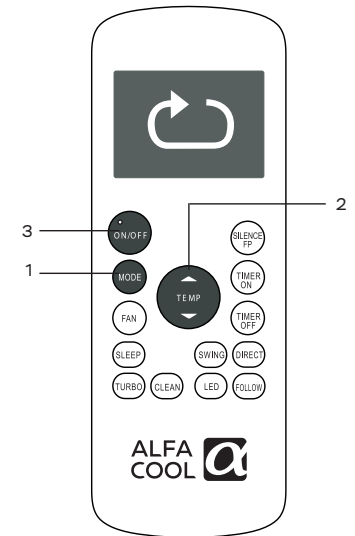 3
ON/OFF
1
MODE
2
TEMP
SILENCE
FP
TIMER
ON
FAN
TIMER
OFF
SLEEP
SWING
DIRECT
TURBO
CLEAN
LED
FOLLOW
ALFA
COOL
α